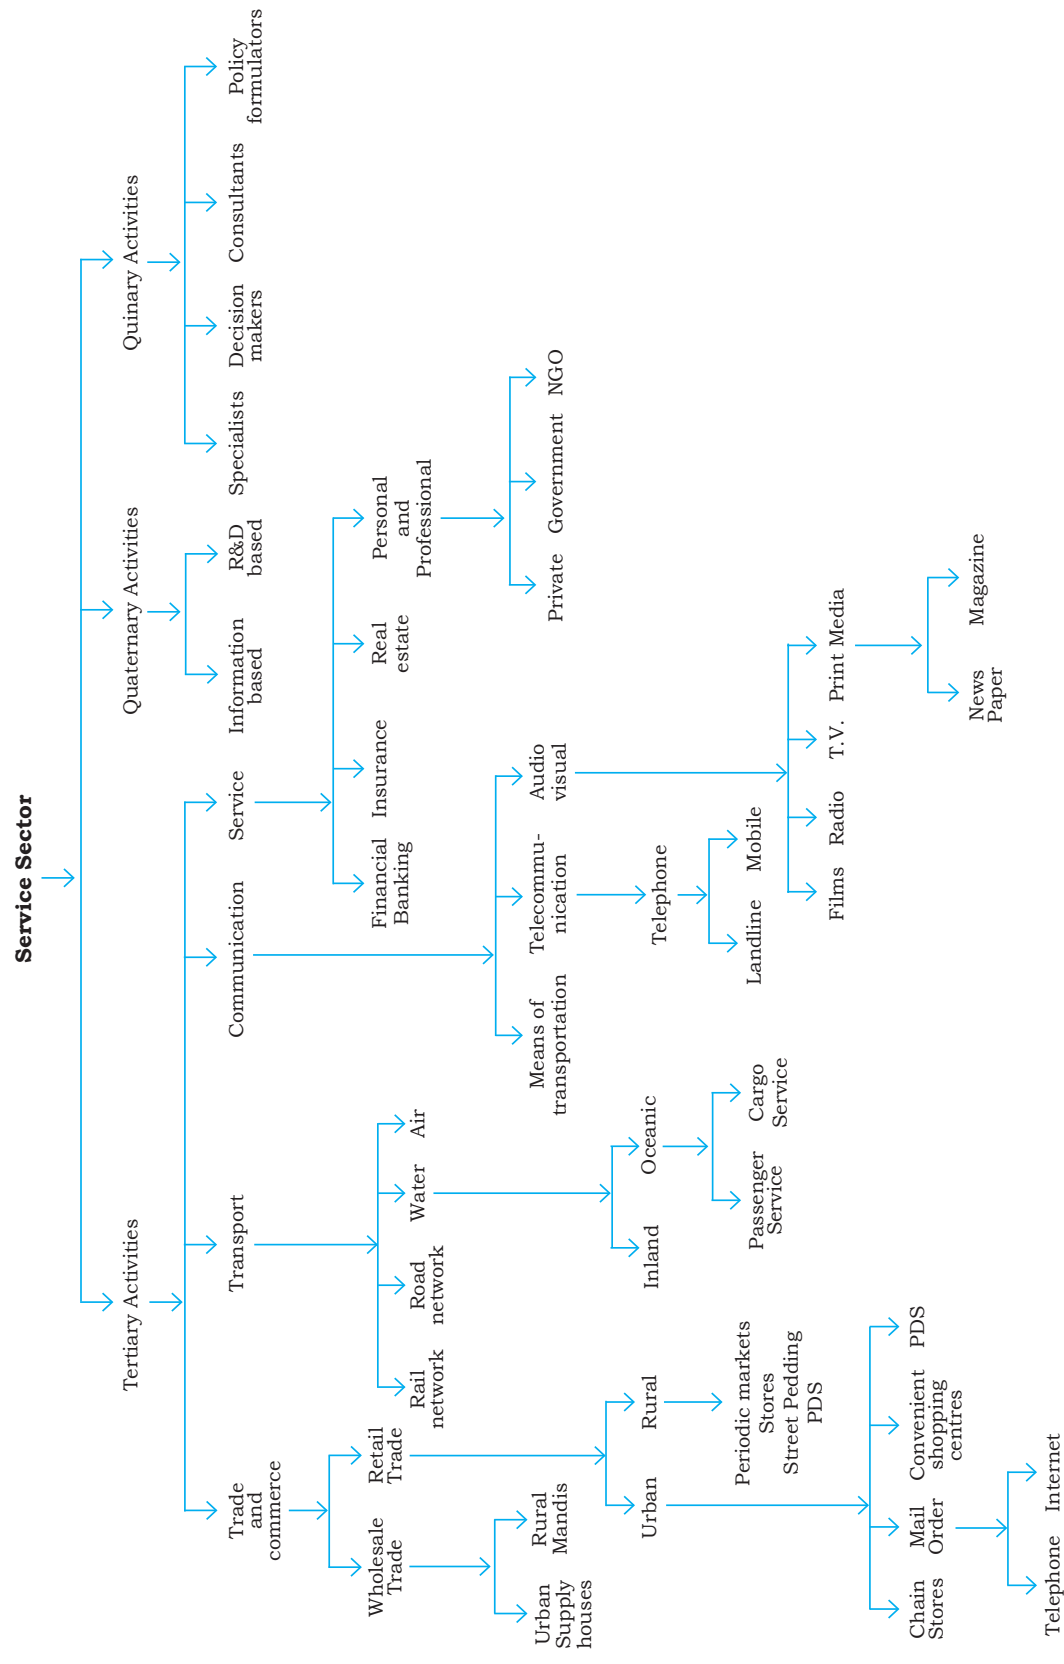 Service Sector
Tertiary Activities
Quaternary Activities
Quinary Activities
Trade
and
commerce
Transport
Communication
Service
Information
based
R&D
based
Specialists
Decision
makers
Consultants
Policy
formulators
Wholesale
Trade
Retail
Trade
Rail
network
Road
network
Water
Air
Financial
Banking
Insurance
Real
estate
Personal
and
Professional
Urban
Supply
houses
Rural
Mandis
Means of
transportation
Telecommu-
nication
Audio
visual
Private
Government
NGO
Urban
Rural
Inland
Oceanic
Telephone
Periodic markets
Stores
Street Pedding
PDS
Passenger
Service
Cargo
Service
Landline
Mobile
Films
Radio
T.V.
Print Media
Chain
Stores
Mail
Order
Convenient
shopping
centres
PDS
News
Paper
Magazine
Telephone
Internet